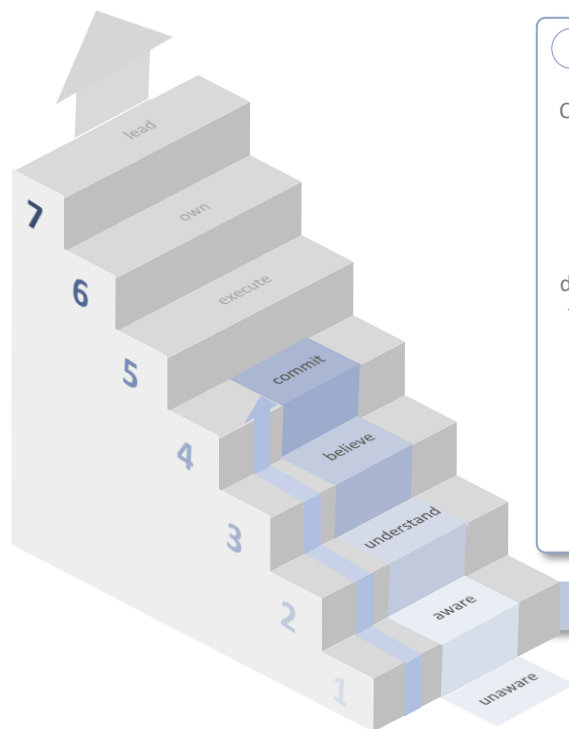 lead
7
own
6
execute
5
commit
4
believe
3
understand
2
aware
1
unaware
C
d